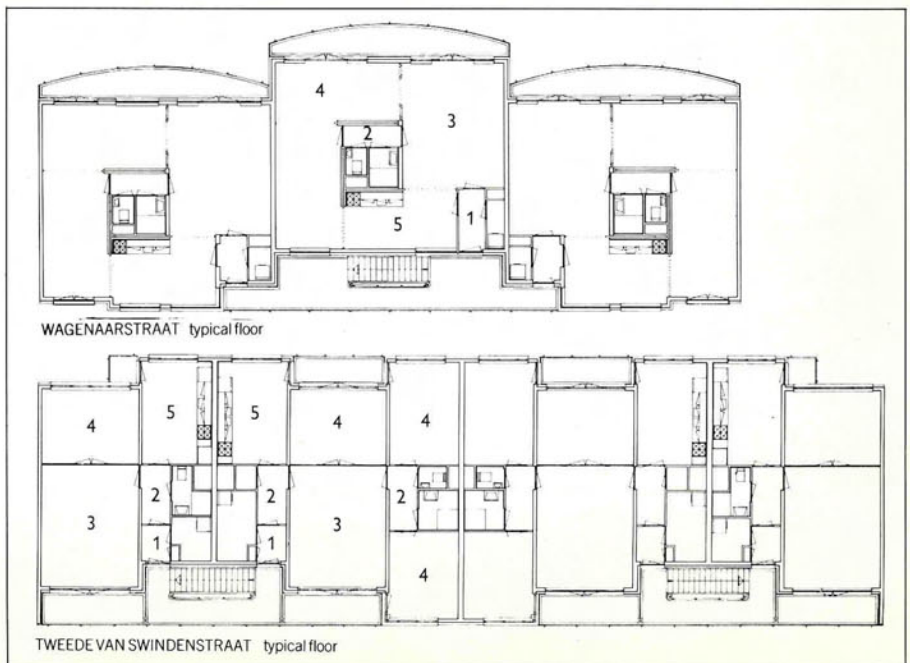 4
3
2
1
5
WAGENAARSTRAAT typical floor
5 5
4 4 4
2 2 2
3 3
1 1
4
TWEEDE VAN SWINDENSTRAAT typical floor